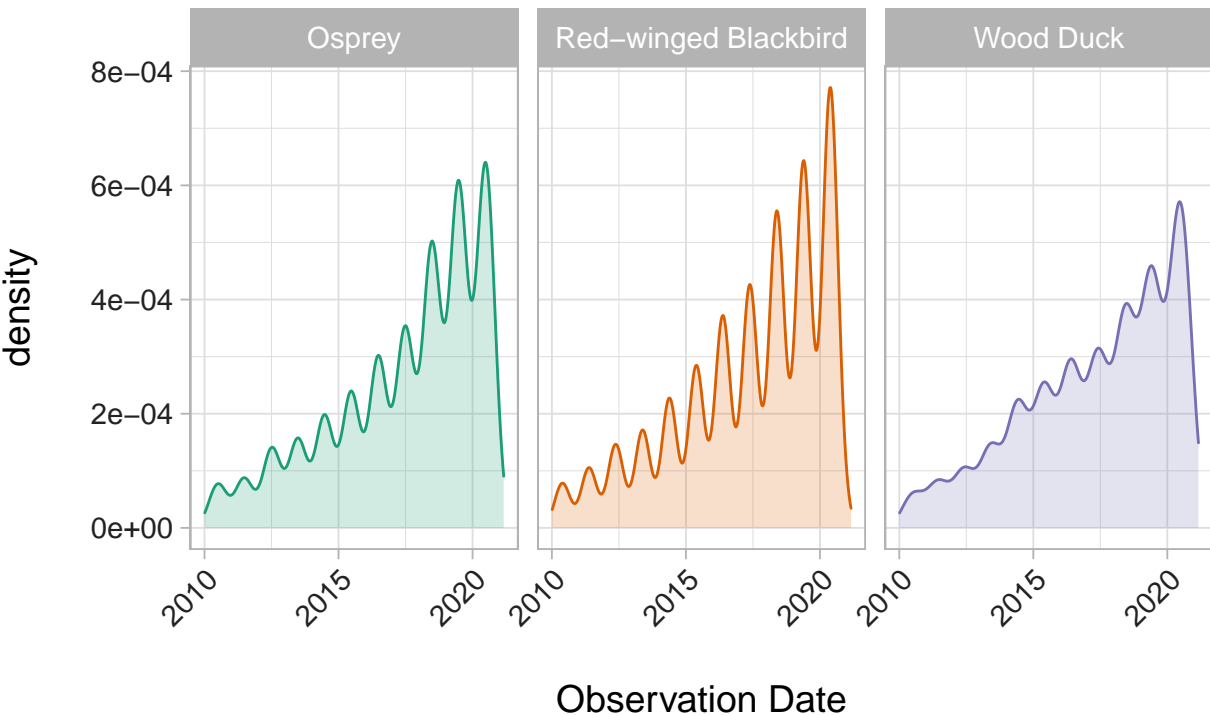 Osprey
Red−winged Blackbird
Wood Duck
8e−04
6e−04
4e−04
2e−04
0e+00
density
2010
2015
2020
2010
2015
2020
2010
2015
2020
Observation Date